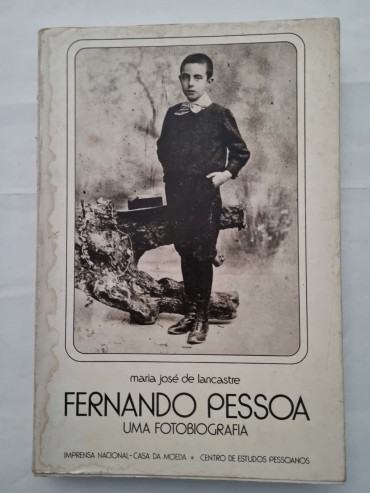 maria josé de lancastre
FERNANDO PESSOA
UMA FOTOBIOGRAFIA
IMPRENSA NACIONAL-CASA DA MOEDA • CENTRO DE ESTUDOS PESSOANOS